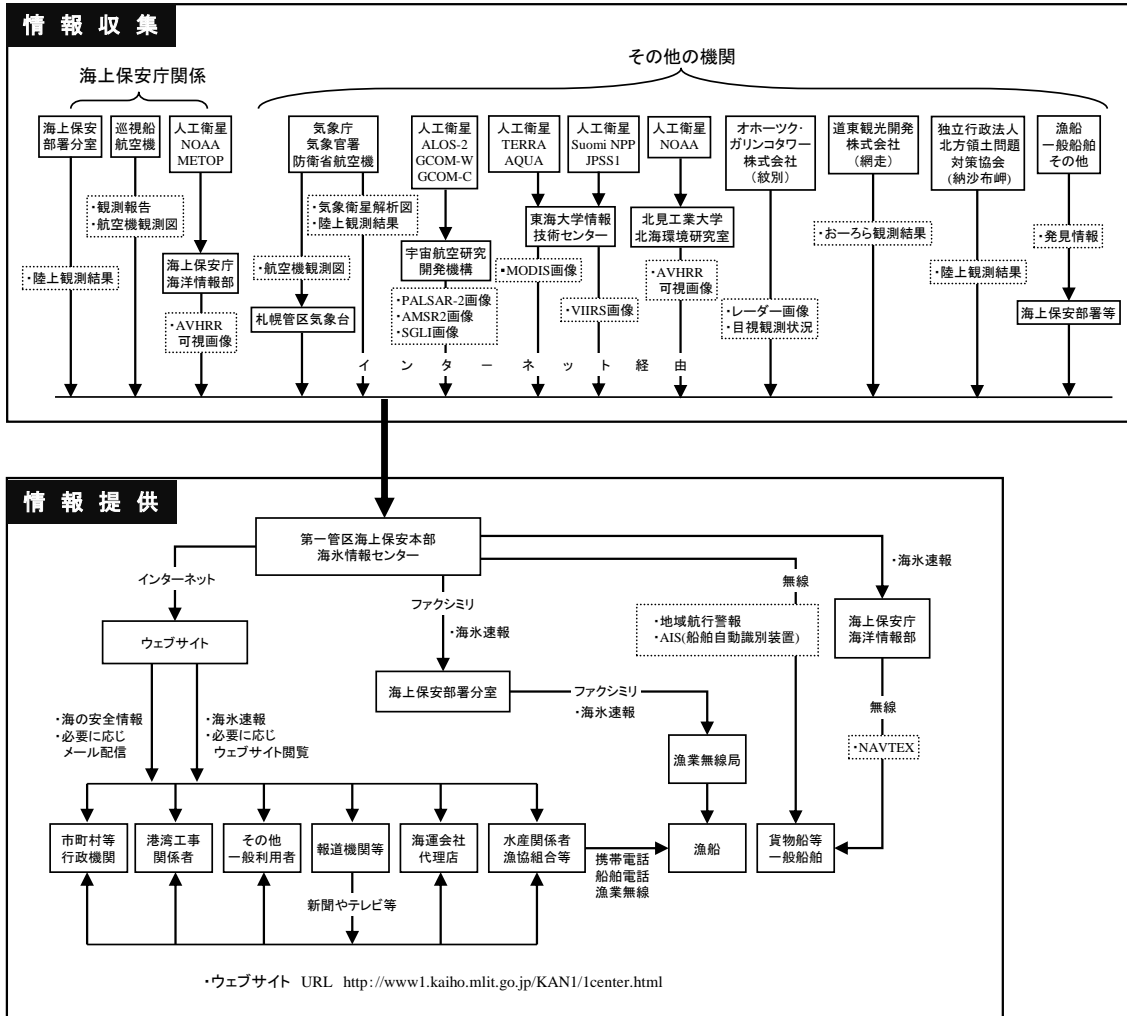 情報収集
海上保安庁関係
その他の機関
海上保安
部署分室
巡視船
航空機
人工衛星
NOAA
METOP
気象庁
気象官署
防衛省航空機
人工衛星
ALOS-2
GCOM-W
GCOM-C
人工衛星
TERRA
AQUA
人工衛星
Suomi NPP
JPSS1
人工衛星
NOAA
オホーツク・
ガリンコタワー
株式会社
（紋別）
道東観光開発
株式会社
（網走）
独立行政法人
北方領土問題
対策協会
（納沙布岬）
漁船
一般船舶
その他
・陸上観測結果
・観測報告
・航空機観測図
海上保安庁
海洋情報部
・AVHRR
可視画像
・気象衛星解析図
・陸上観測結果
・航空機観測図
札幌管区気象台
宇宙航空研究
開発機構
・PALSAR-2画像
・AMSR2画像
・SGLI画像
東海大学情報
技術センター
▪MODIS画像
・VIIRS画像
北見工業大学
北海環境研究室
・AVHRR
可視画像
・レーダー画像
・目視観測状況
・おーろら観測結果
・陸上観測結果
・発見情報
海上保安部署等
インターネット経由
情報提供
第一管区海上保安本部
海氷情報センター
インターネット
ウェブサイト
ファクシミリ
・海氷速報
海上保安部署分室
ファクシミリ
・海氷速報
漁業無線局
無線
・地域航行警報
・AIS(船舶自動識別装置)
・海氷速報
海上保安庁
海洋情報部
無線
・NAVTEX
・海の安全情報
・必要に応じ
メール配信
・海氷速報
・必要に応じ
ウェブサイト閲覧
市町村等
行政機関
港湾工事
関係者
その他
一般利用者
報道機関等
海運会社
代理店
水産関係者
漁協組合等
携帯電話
船舶電話
漁業無線
漁船
貨物船等
一般船舶
新聞やテレビ等
・ウェブサイト URL http://www1.kaiho.mlit.go.jp/KAN1/1center.html